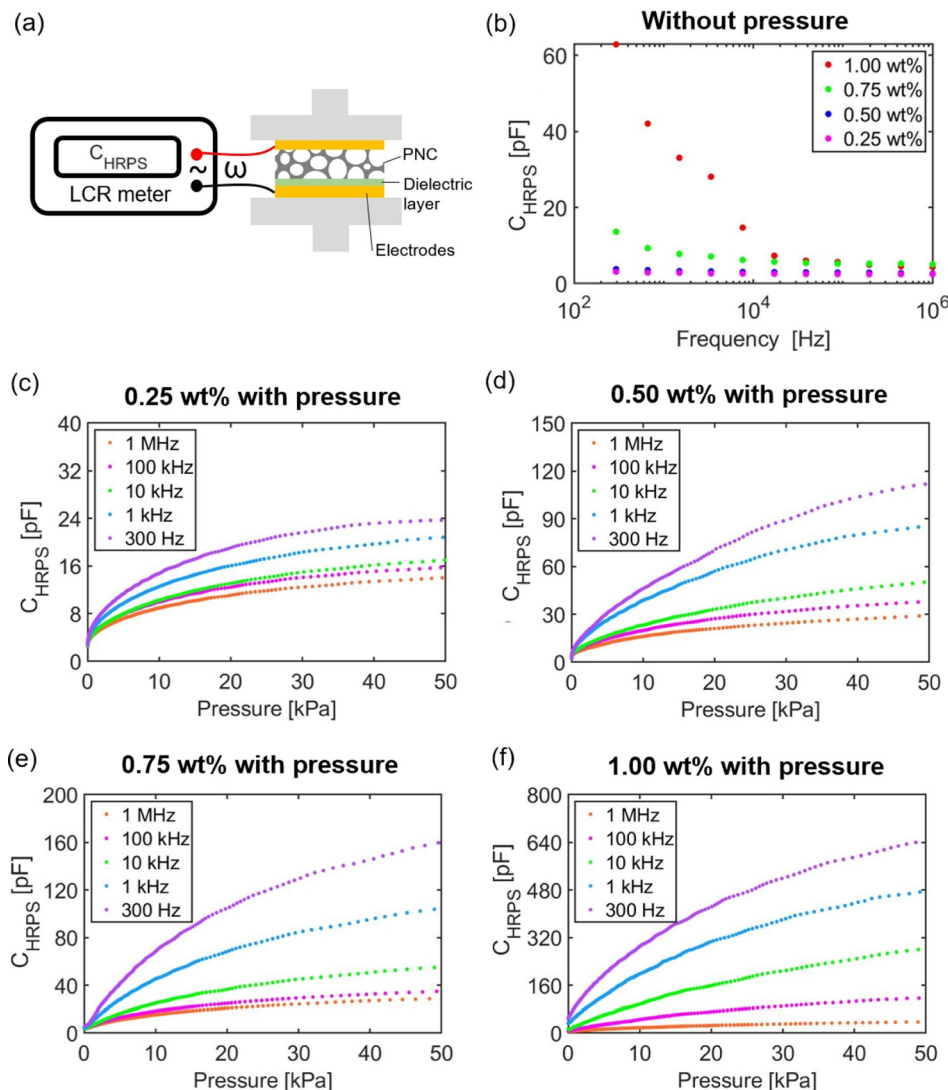 (a)
C_HRPS
LCR meter
~
ω
PNC
Dielectric
layer
Electrodes
(b)
Without pressure
C_HRPS [pF]
60
40
20
0
1.00 wt%
0.75 wt%
0.50 wt%
0.25 wt%
10^2
10^4
10^6
Frequency [Hz]
(c)
0.25 wt% with pressure
C_HRPS [pF]
40
32
24
16
8
0
1 MHz
100 kHz
10 kHz
1 kHz
300 Hz
0 10 20 30 40 50
Pressure [kPa]
(d)
0.50 wt% with pressure
C_HRPS [pF]
150
120
90
60
30
0
1 MHz
100 kHz
10 kHz
1 kHz
300 Hz
0 10 20 30 40 50
Pressure [kPa]
(e)
0.75 wt% with pressure
C_HRPS [pF]
200
160
120
80
40
0
1 MHz
100 kHz
10 kHz
1 kHz
300 Hz
0 10 20 30 40 50
Pressure [kPa]
(f)
1.00 wt% with pressure
C_HRPS [pF]
800
640
480
320
160
0
1 MHz
100 kHz
10 kHz
1 kHz
300 Hz
0 10 20 30 40 50
Pressure [kPa]